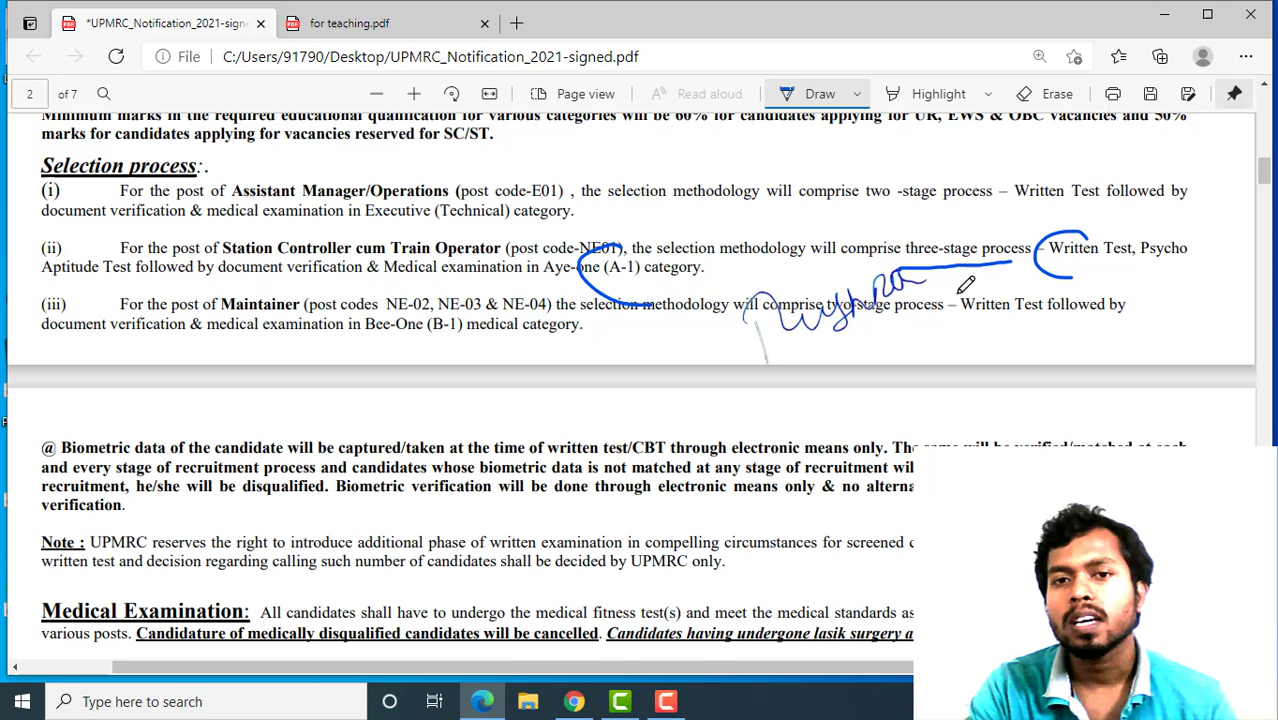 *UPMRC_Notification_2021-sign
for teaching.pdf
File C:/Users/91790/Desktop/UPMRC_Notification_2021-signed.pdf
2 of 7 Page view Read aloud Draw Highlight Erase
Minimum marks in the required educational qualification for various categories will be 60% for candidates applying for UR, EWS & OBC vacancies and 50%
marks for candidates applying for vacancies reserved for SC/ST.
Selection process:.
(i) For the post of Assistant Manager/Operations (post code-E01) , the selection methodology will comprise two -stage process – Written Test followed by
document verification & medical examination in Executive (Technical) category.
(ii) For the post of Station Controller cum Train Operator (post code-NE01), the selection methodology will comprise three-stage process – Written Test, Psycho
Aptitude Test followed by document verification & Medical examination in Aye-one (A-1) category.
(iii) For the post of Maintainer (post codes NE-02, NE-03 & NE-04) the selection methodology will comprise two-stage process – Written Test followed by
document verification & medical examination in Bee-One (B-1) medical category.
@ Biometric data of the candidate will be captured/taken at the time of written test/CBT through electronic means only. The same will be verified/matched at each
and every stage of recruitment process and candidates whose biometric data is not matched at any stage of recruitment wil
recruitment, he/she will be disqualified. Biometric verification will be done through electronic means only & no alterna
verification.
Note : UPMRC reserves the right to introduce additional phase of written examination in compelling circumstances for screened c
written test and decision regarding calling such number of candidates shall be decided by UPMRC only.
Medical Examination: All candidates shall have to undergo the medical fitness test(s) and meet the medical standards as
various posts. Candidature of medically disqualified candidates will be cancelled. Candidates having undergone lasik surgery a
Type here to search